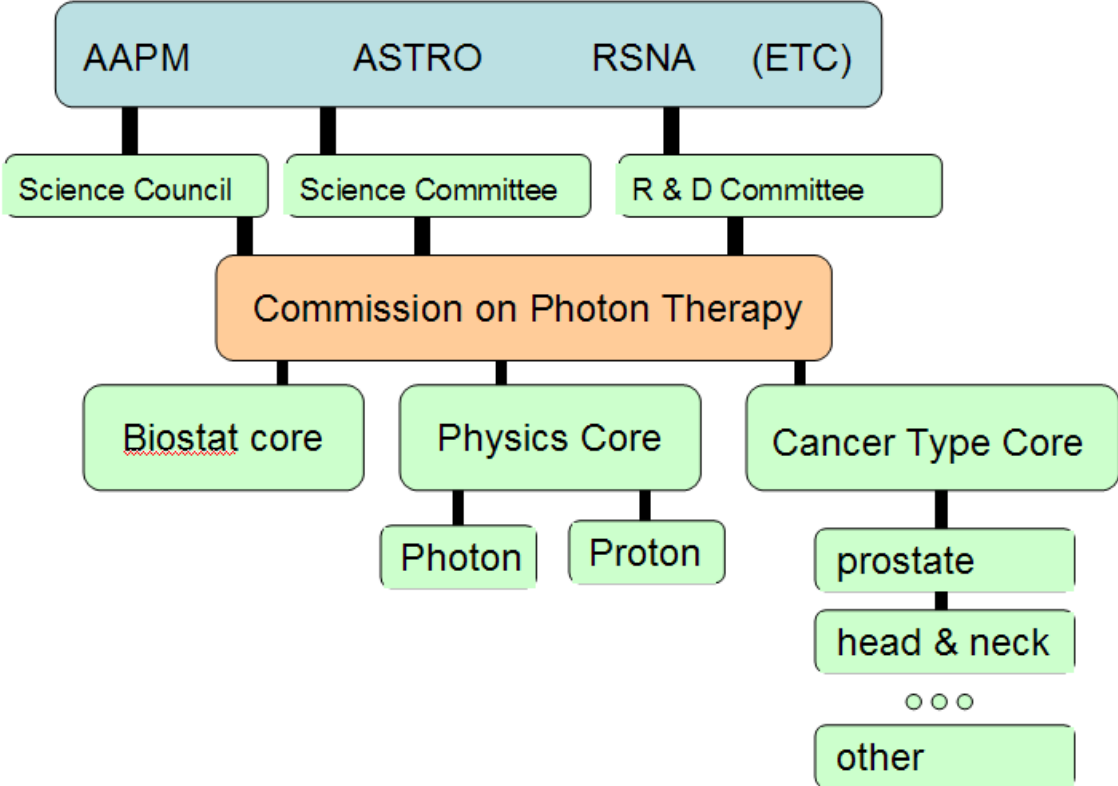 AAPM ASTRO RSNA (ETC)
Science Council
Science Committee
R & D Committee
Commission on Photon Therapy
Biostat core
Physics Core
Cancer Type Core
Photon
Proton
prostate
head & neck
other